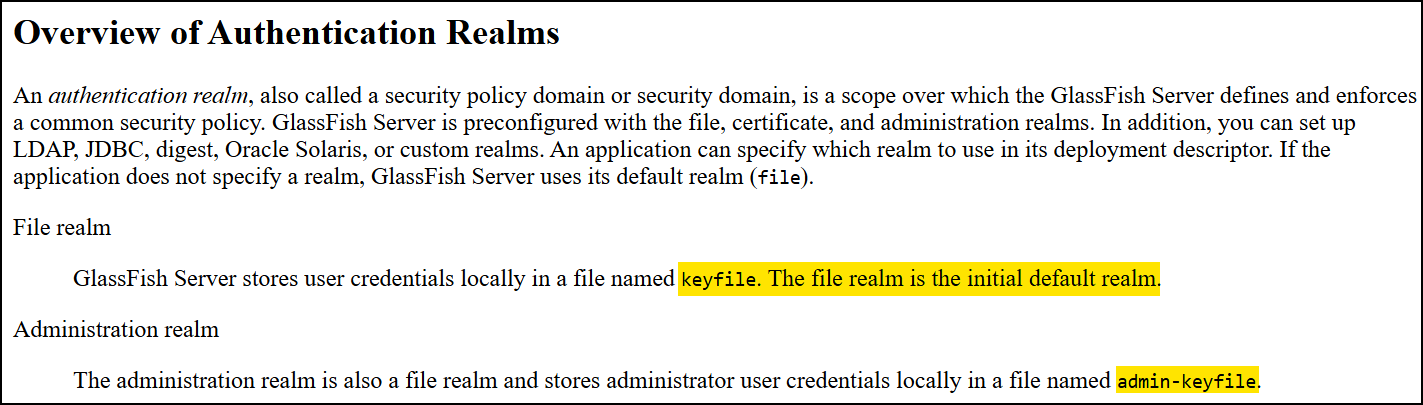 Overview of Authentication Realms
An authentication realm, also called a security policy domain or security domain, is a scope over which the GlassFish Server defines and enforces
a common security policy. GlassFish Server is preconfigured with the file, certificate, and administration realms. In addition, you can set up
LDAP, JDBC, digest, Oracle Solaris, or custom realms. An application can specify which realm to use in its deployment descriptor. If the
application does not specify a realm, GlassFish Server uses its default realm (file).
File realm
GlassFish Server stores user credentials locally in a file named keyfile. The file realm is the initial default realm.
Administration realm
The administration realm is also a file realm and stores administrator user credentials locally in a file named admin-keyfile.